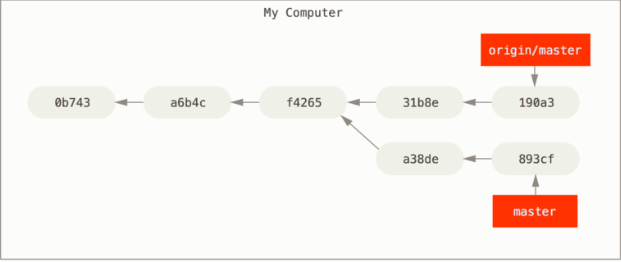 My Computer
origin/master
0b743
a6b4c
f4265
31b8e
190a3
a38de
893cf
master